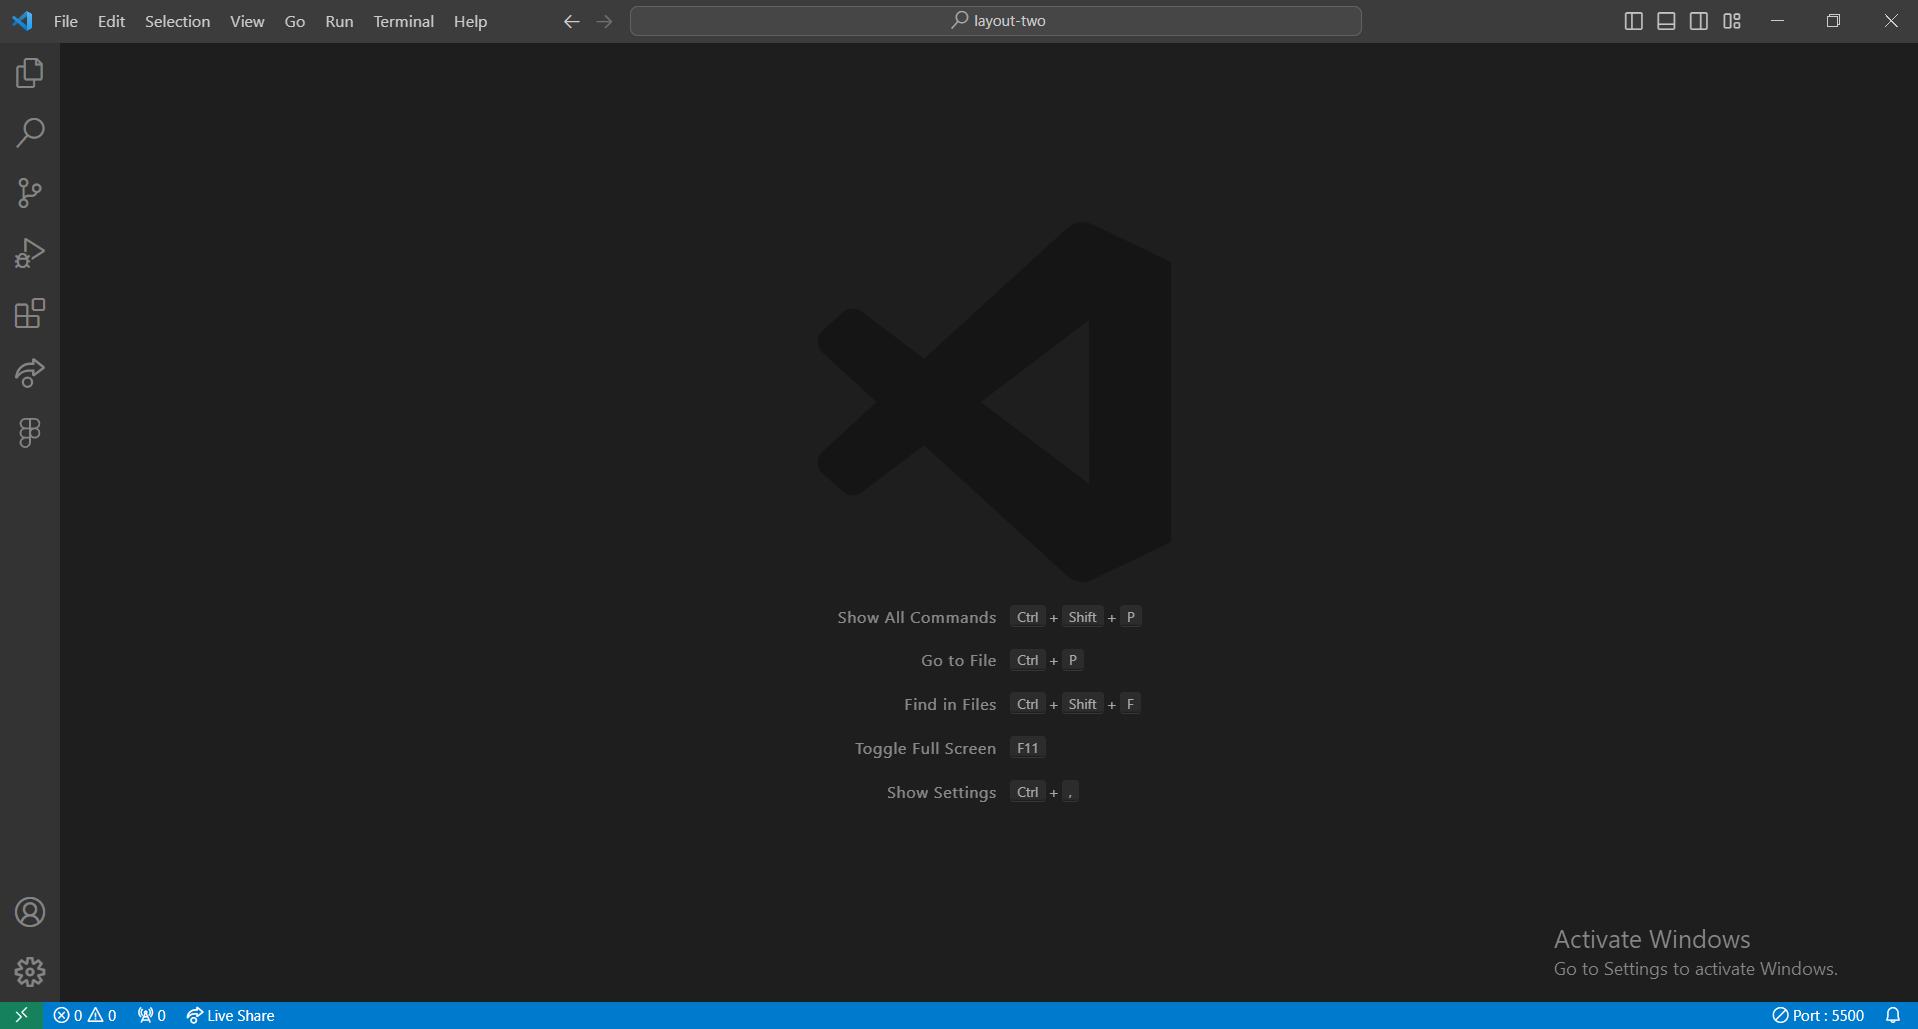 File Edit Selection View Go Run Terminal Help layout-two
Show All Commands Ctrl + Shift + P
Go to File Ctrl + P
Find in Files Ctrl + Shift + F
Toggle Full Screen F11
Show Settings Ctrl + ,
Activate Windows
Go to Settings to activate Windows.
0 0 0 Live Share Port : 5500